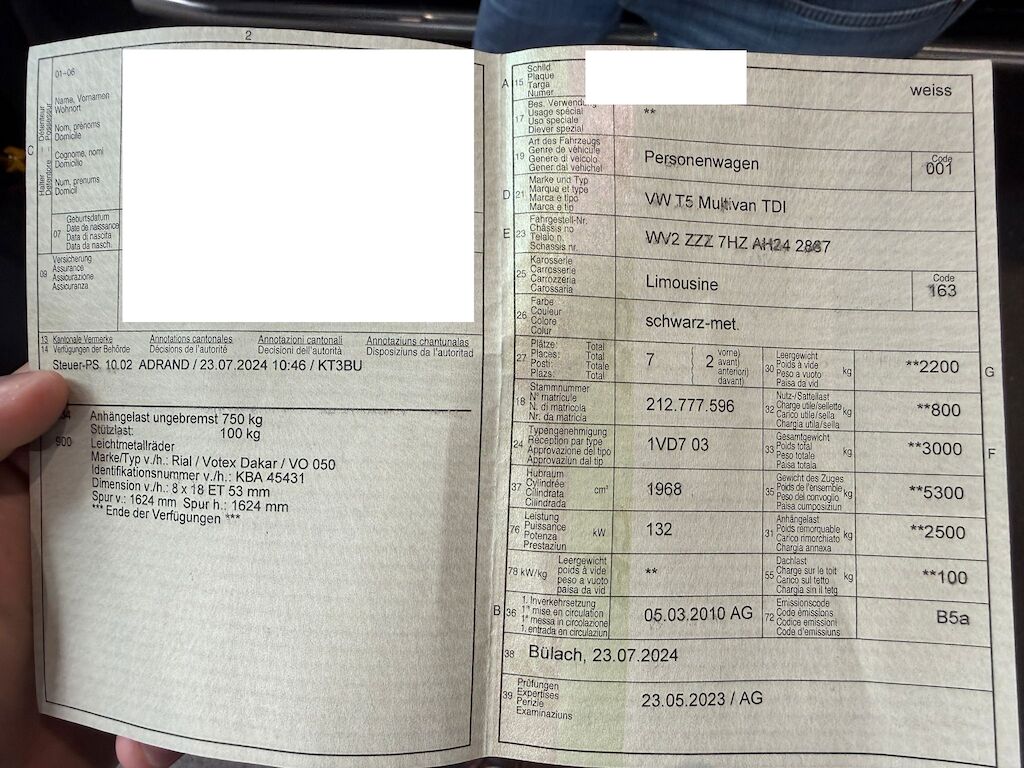 2
01-06
C
Halter Détenteur
Detentore Possessur
Name, Vornamen
Wohnort
Nom, prénoms
Domicile
Cognome, nomi
Domicilio
Num, prenums
Domicil
07
Geburtsdatum
Date de naissance
Data di nascita
Data da nasch.
09
Versicherung
Assurance
Assicurazione
Assicuranza
13 Kantonale Vermerke Annotations cantonales Annotazioni cantonali Annotaziuns chantunalas
14 Verfügungen der Behörde Décisions de l'autorité Decisioni dell'autorità Disposiziuns da l'autoritad
Steuer-PS. 10.02 ADRAND / 23.07.2024 10:46 / KT3BU
Anhängelast ungebremst 750 kg
Stützlast: 100 kg
900 Leichtmetallräder
Marke/Typ v./h.: Rial / Votex Dakar / VO 050
Identifikationsnummer v./h.: KBA 45431
Dimension v./h.: 8 x 18 ET 53 mm
Spur v.: 1624 mm Spur h.: 1624 mm
*** Ende der Verfügungen ***
A 15
Schild
Plaque
Targa
Numer
weiss
17
Bes. Verwendung
Usage spécial
Uso speciale
Diever spezial
**
19
Art des Fahrzeugs
Genre de véhicule
Genere di veicolo
Gener dal vehichel
Personenwagen
Code
001
D 21
Marke und Typ
Marque et type
Marca e tipo
Marca e tip
VW T5 Multivan TDI
E 23
Fahrgestell-Nr.
Châssis no
Telaio n.
Schassis nr.
WV2 ZZZ 7HZ AH24 2867
25
Karosserie
Carrosserie
Carrozzeria
Carossaria
Limousine
Code
163
26
Farbe
Couleur
Colore
Colur
schwarz-met.
27
Plätze: Total
Places: Total
Posti: Totale
Plazs: Total
7 ( 2 vorne)
avant)
anteriori)
davant)
30
Leergewicht
Poids à vide
Peso a vuoto
Paisa da vid
kg
**2200
G
18
Stammnummer
N° matricule
N. di matricola
Nr. da matricla
212.777.596
32
Nutz-/Sattellast
Charge utile/sellette
Carico utile/sella
Chargia utila/sella
kg
**800
24
Typengenehmigung
Réception par type
Approvazione del tipo
Approvaziun dal tip
1VD7 03
33
Gesamtgewicht
Poids total
Peso totale
Paisa totala
kg
**3000
F
37
Hubraum
Cylindrée
Cilindrata
Cilindrada
cm³
1968
35
Gewicht des Zuges
Poids de l'ensemble
Peso del convoglio
Paisa cumposiziun
kg
**5300
76
Leistung
Puissance
Potenza
Prestaziun
kW
132
31
Anhängelast
Poids remorquable
Carico rimorchiato
Chargia annexa
kg
**2500
78 kW/kg
Leergewicht
poids à vide
peso a vuoto
paisa da vid
**
55
Dachlast
Charge sur le toit
Carico sul tetto
Chargia sin il tetg
kg
**100
B 36
1. Inverkehrsetzung
1re mise en circulation
1a messa in circolazione
1. entrada en circulaziun
05.03.2010 AG
72
Emissionscode
Code émissions
Codice emissioni
Code d'emissiuns
B5a
38 Bülach, 23.07.2024
39
Prüfungen
Expertises
Perizie
Examinaziuns
23.05.2023 / AG